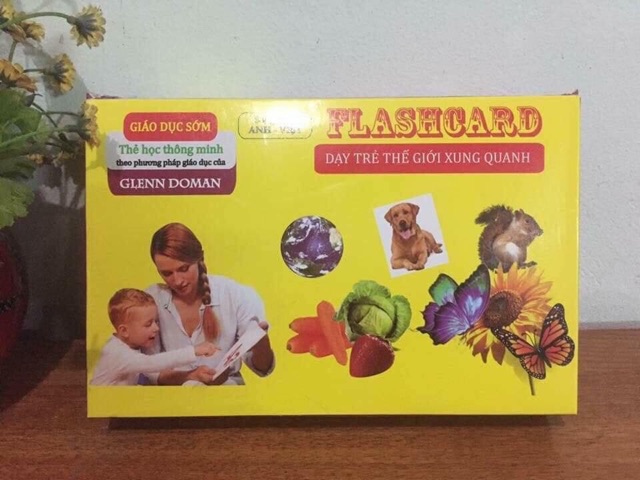 GIÁO DỤC SỚM
Thẻ học thông minh
theo phương pháp giáo dục của
GLENN DOMAN
ANH - VIỆT
FLASHCARD
DẠY TRẺ THẾ GIỚI XUNG QUANH